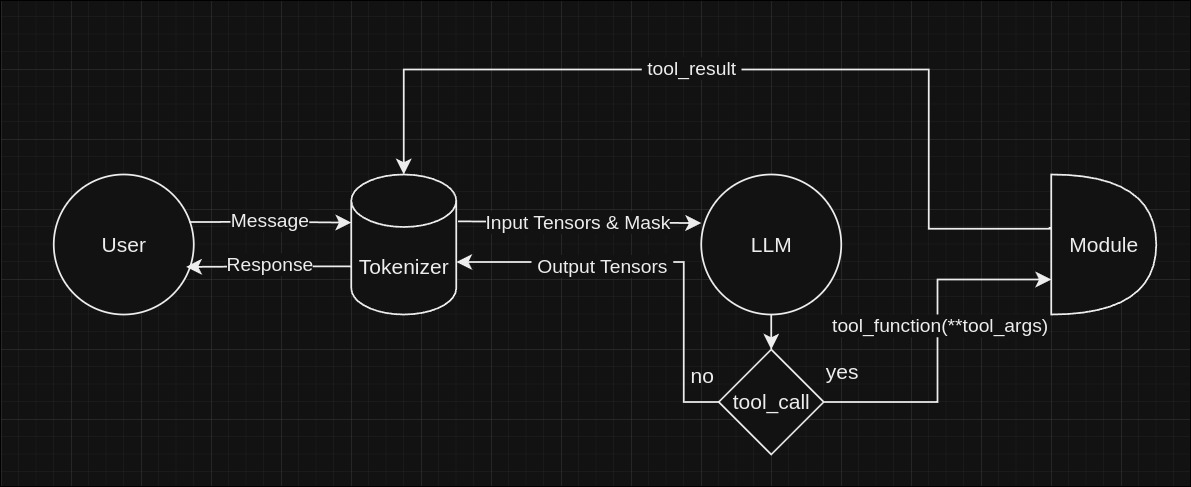 tool_result
User
Message
Response
Tokenizer
Input Tensors & Mask
Output Tensors
LLM
Module
tool_function(**tool_args)
no
yes
tool_call